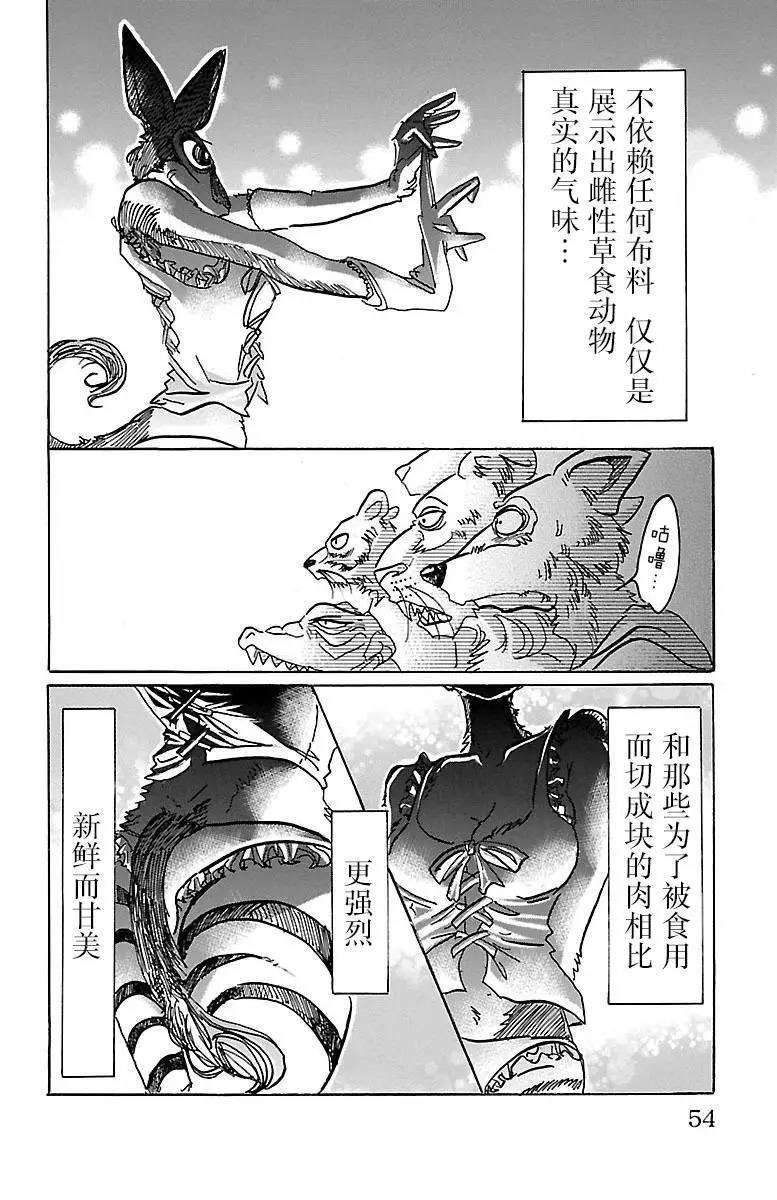 不依赖任何布料 仅仅是
展示出雌性草食动物
真实的气味…
咕噜…
和那些为了被食用
而切成块的肉相比
更强烈
新鲜而甘美
54